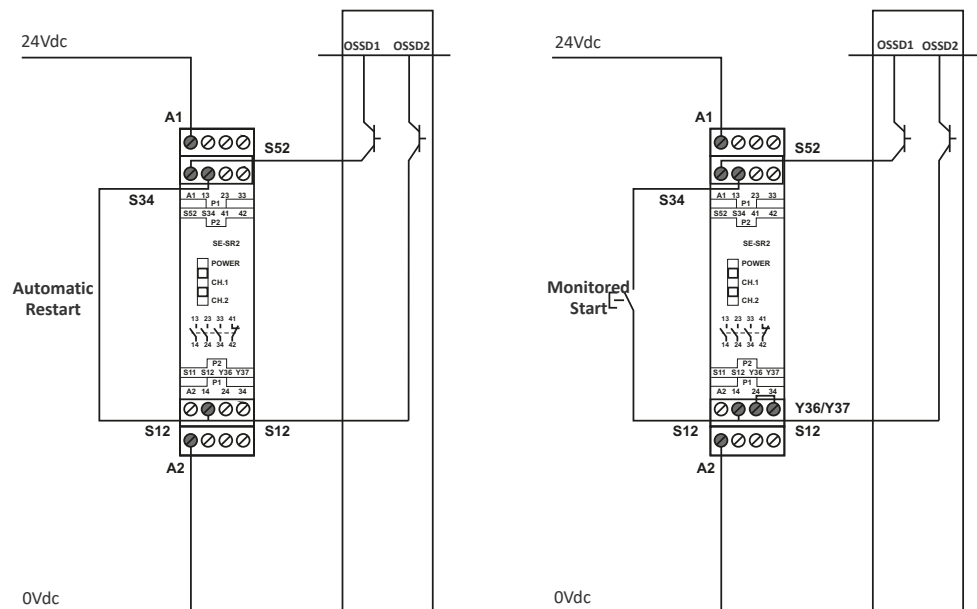 24Vdc
OSSD1 OSSD2
A1
S52
S34
A1 13 23 33
P1
S52 S34 41 42
P2
SE-SR2
POWER
CH.1
CH.2
Automatic
Restart
13 23 33 41
14 24 34 42
P2
S11 S12 Y36 Y37
P1
A2 14 24 34
S12 S12
A2
0Vdc
24Vdc
OSSD1 OSSD2
A1
S52
S34
A1 13 23 33
P1
S52 S34 41 42
P2
SE-SR2
POWER
CH.1
CH.2
Monitored
Start
13 23 33 41
14 24 34 42
P2
S11 S12 Y36 Y37
P1
A2 14 24 34
Y36/Y37
S12 S12
A2
0Vdc